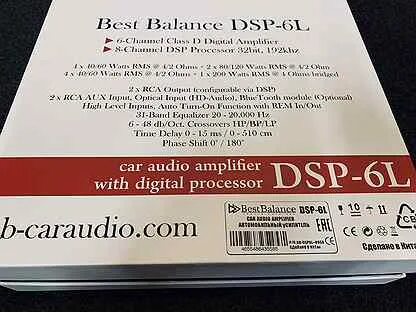 Best Balance DSP-6L
6-Channel Class D Digital Amplifier
8-Channel DSP Processor 32bit, 192khz
4 x 40/60 Watts RMS @ 4/2 Ohms + 2 x 80/120 Watts RMS @ 4/2 Ohm
4 x 40/60 Watts RMS @ 4/2 Ohms + 1 x 200 Watts RMS @ 4 Ohms bridged
2 x RCA Output (configurable via DSP)
2 x RCA AUX Input, Optical Input (HD-Audio), BlueTooth module (Optional)
High Level Inputs, Auto Turn-On Function with REM In/Out
31-Band Equalizer 20 - 20.000 Hz
6 - 48 db/Oct. Crossovers HP/BP/LP
Time Delay 0 - 15 ms / 0 - 510 cm
Phase Shift 0° / 180°
car audio amplifier
with digital processor DSP-6L
b-caraudio.com
BestBalance DSP-6L
CAR AUDIO AMPLIFIER
АВТОМОБИЛЬНЫЙ УСИЛИТЕЛЬ
EAC
CE
10
11
Сделано в Кит